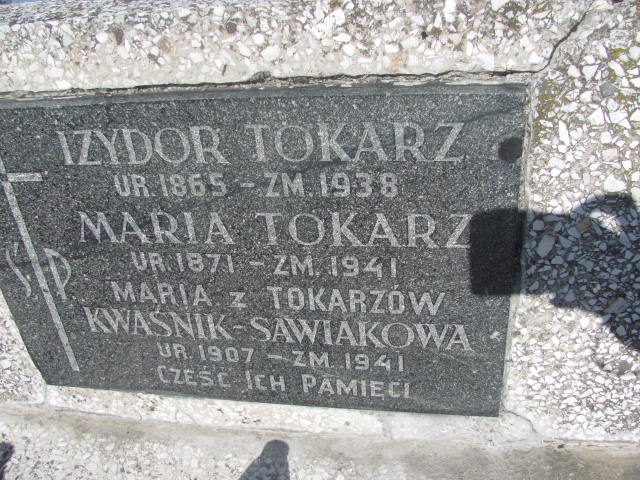 IZYDOR TOKARZ
UR. 1865 - ZM. 1938
MARIA TOKARZ
UR. 1871 - ZM. 1941
Ś P.
MARIA z TOKARZÓW
KWAŚNIK-SAWIAKOWA
UR. 1907 - ZM. 1941
CZEŚĆ ICH PAMIECI